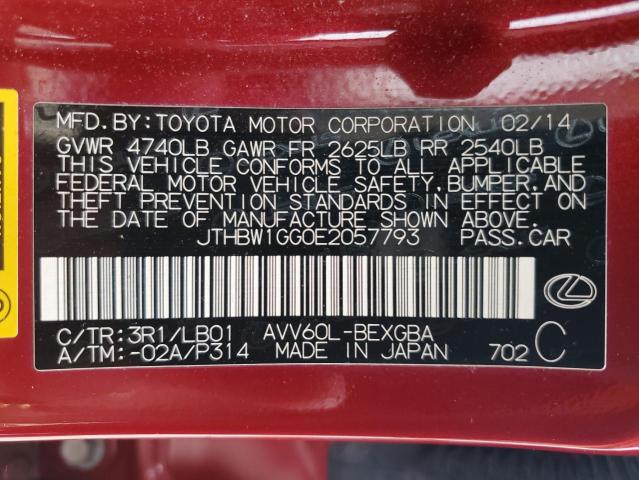 MFD. BY: TOYOTA MOTOR CORPORATION 02/14
GVWR 4740LB GAWR FR 2625LB RR 2540LB
THIS VEHICLE CONFORMS TO ALL APPLICABLE
FEDERAL MOTOR VEHICLE SAFETY, BUMPER, AND
THEFT PREVENTION STANDARDS IN EFFECT ON
THE DATE OF MANUFACTURE SHOWN ABOVE.
JTHBW1GG0E2057793 PASS. CAR
C/TR: 3R1/LB01 AVV60L-BEXGBA
A/TM: -02A/P314 MADE IN JAPAN 702 C